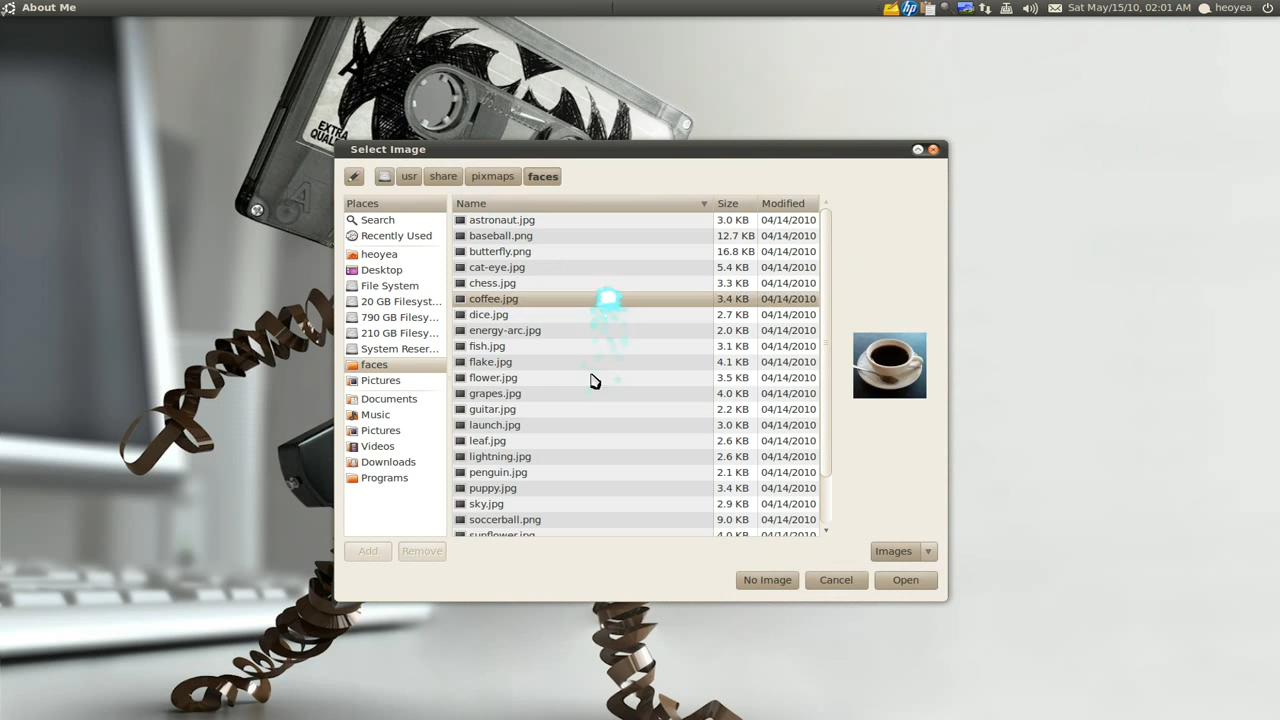 About Me
hp
Sat May/15/10, 02:01 AM
heoyea
A
EXTRA
QUAL
A
Select Image
usr
share
pixmaps
faces
Places
Search
Recently Used
heoyea
Desktop
File System
20 GB Filesyst...
790 GB Filesy...
210 GB Filesy...
System Reser...
faces
Pictures
Documents
Music
Pictures
Videos
Downloads
Programs
Name Size Modified
astronaut.jpg 3.0 KB 04/14/2010
baseball.png 12.7 KB 04/14/2010
butterfly.png 16.8 KB 04/14/2010
cat-eye.jpg 5.4 KB 04/14/2010
chess.jpg 3.3 KB 04/14/2010
coffee.jpg 3.4 KB 04/14/2010
dice.jpg 2.7 KB 04/14/2010
energy-arc.jpg 2.0 KB 04/14/2010
fish.jpg 3.1 KB 04/14/2010
flake.jpg 4.1 KB 04/14/2010
flower.jpg 3.5 KB 04/14/2010
grapes.jpg 4.0 KB 04/14/2010
guitar.jpg 2.2 KB 04/14/2010
launch.jpg 3.0 KB 04/14/2010
leaf.jpg 2.6 KB 04/14/2010
lightning.jpg 2.6 KB 04/14/2010
penguin.jpg 2.1 KB 04/14/2010
puppy.jpg 3.4 KB 04/14/2010
sky.jpg 2.9 KB 04/14/2010
soccerball.png 9.0 KB 04/14/2010
sunflower.jpg 4.0 KB 04/14/2010
Add
Remove
Images
No Image
Cancel
Open